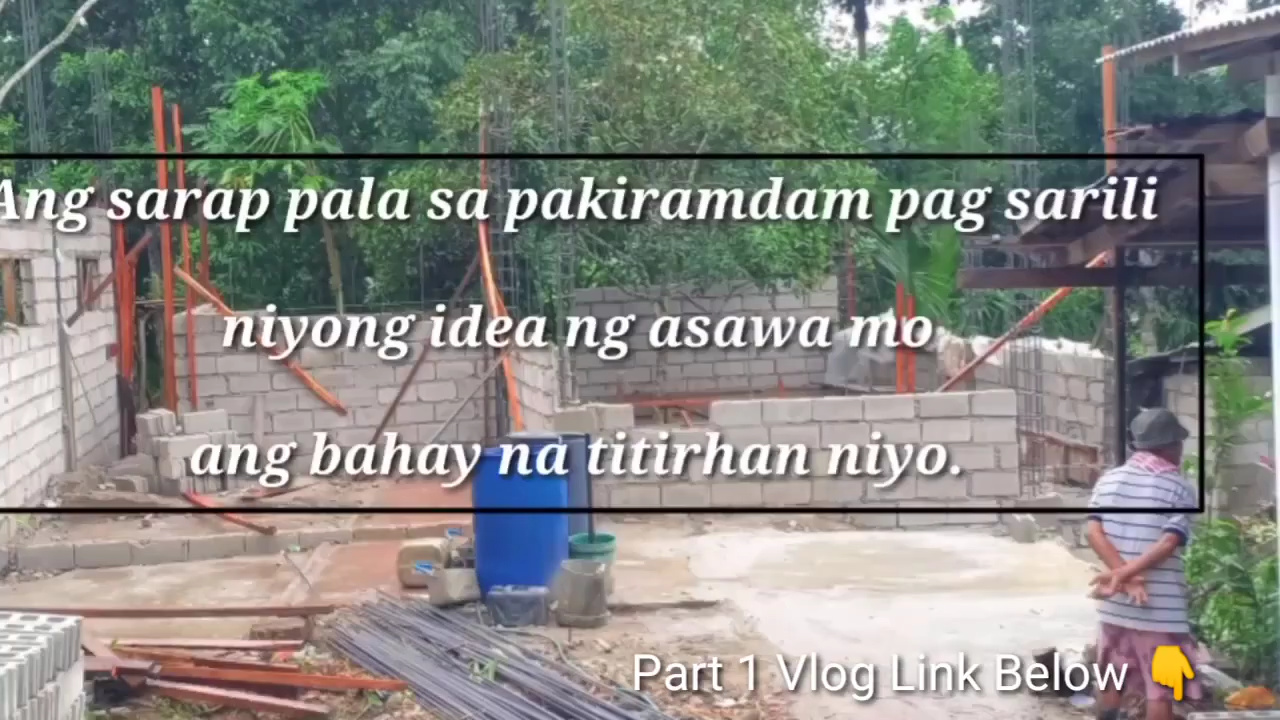 Ang sarap pala sa pakiramdam pag sarili
niyong idea ng asawa mo
ang bahay na titirhan niyo.
Part 1 Vlog Link Below 👇